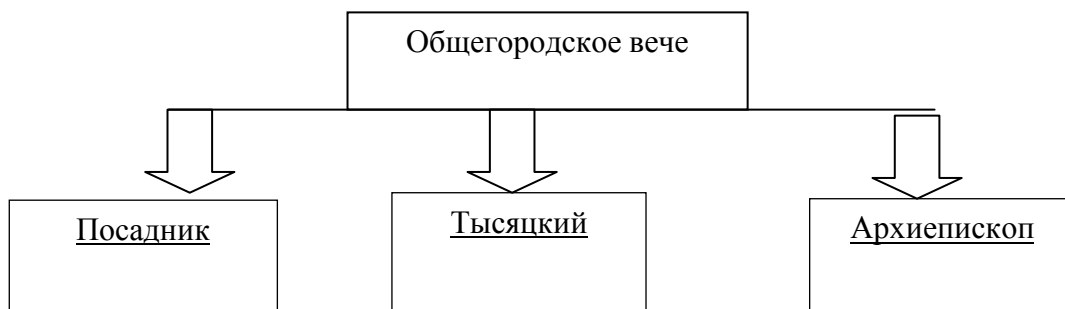 Общегородское вече
Посадник
Тысяцкий
Архиепископ